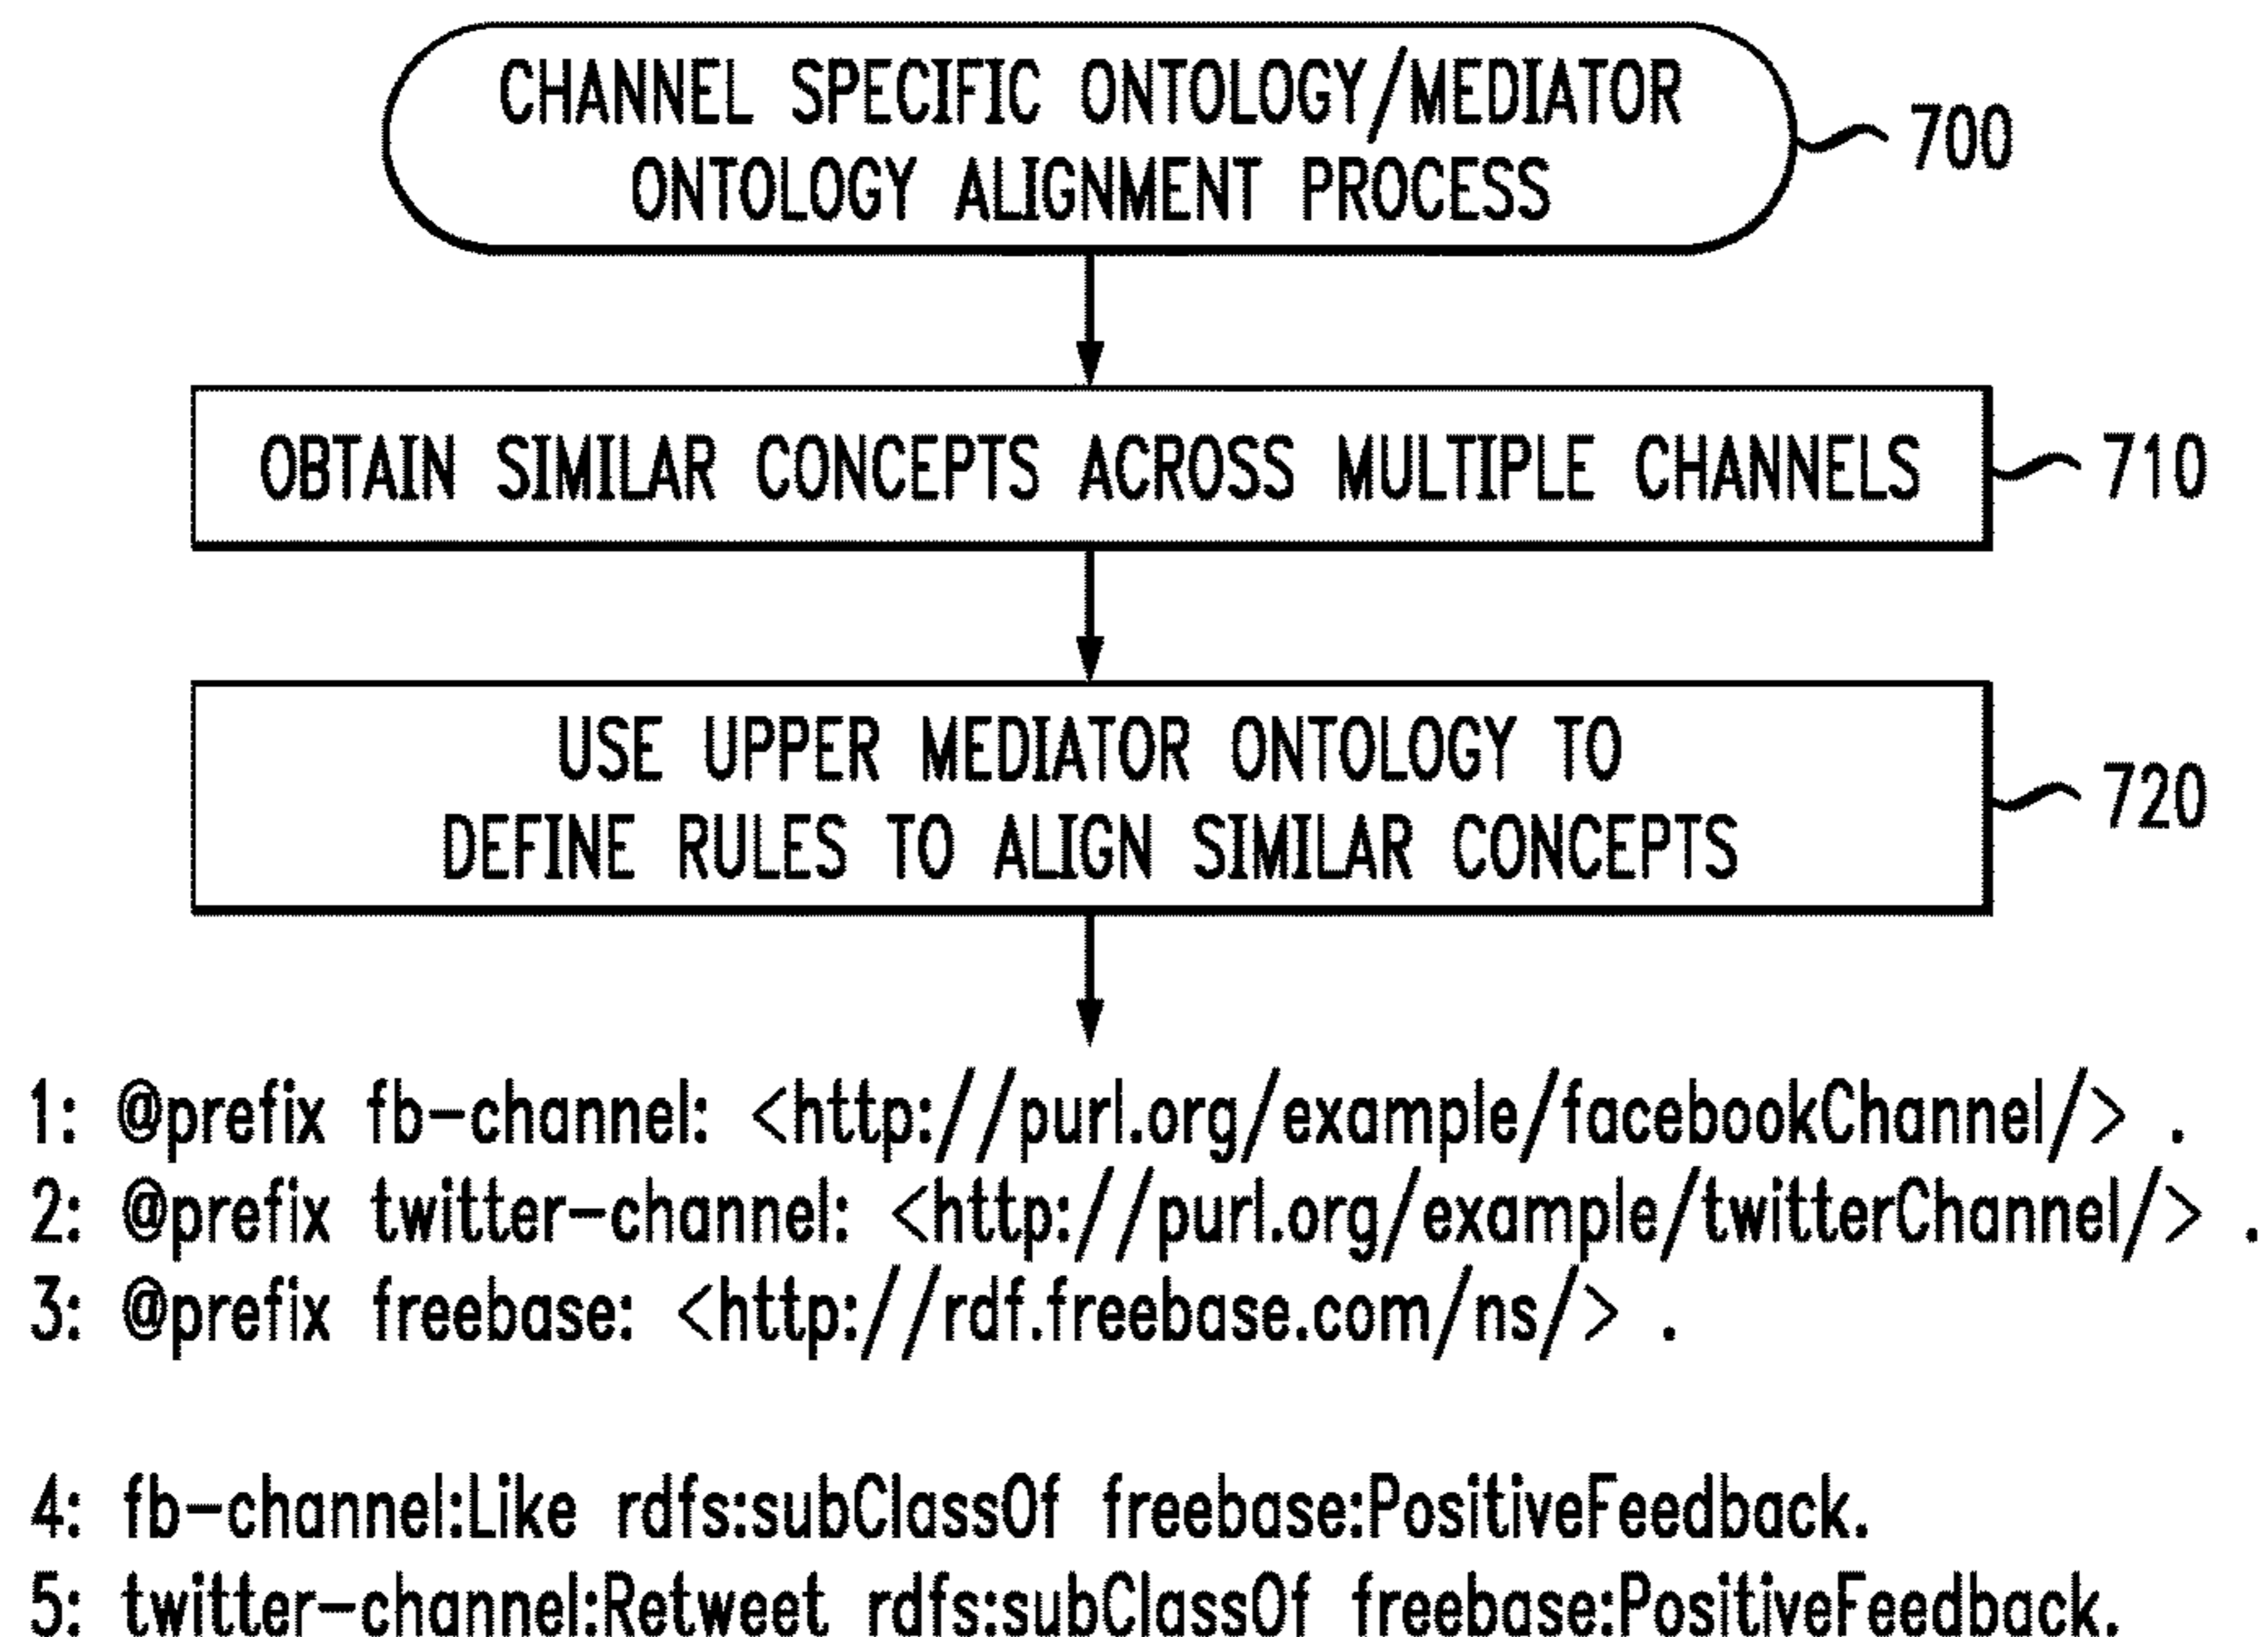 CHANNEL SPECIFIC ONTOLOGY/MEDIATOR
ONTOLOGY ALIGNMENT PROCESS
700
OBTAIN SIMILAR CONCEPTS ACROSS MULTIPLE CHANNELS
710
USE UPPER MEDIATOR ONTOLOGY TO
DEFINE RULES TO ALIGN SIMILAR CONCEPTS
720
1: @prefix fb-channel: <http://purl.org/example/facebookChannel/> .
2: @prefix twitter-channel: <http://purl.org/example/twitterChannel/> .
3: @prefix freebase: <http://rdf.freebase.com/ns/> .
4: fb-channel:Like rdfs:subClassOf freebase:PositiveFeedback.
5: twitter-channel:Retweet rdfs:subClassOf freebase:PositiveFeedback.